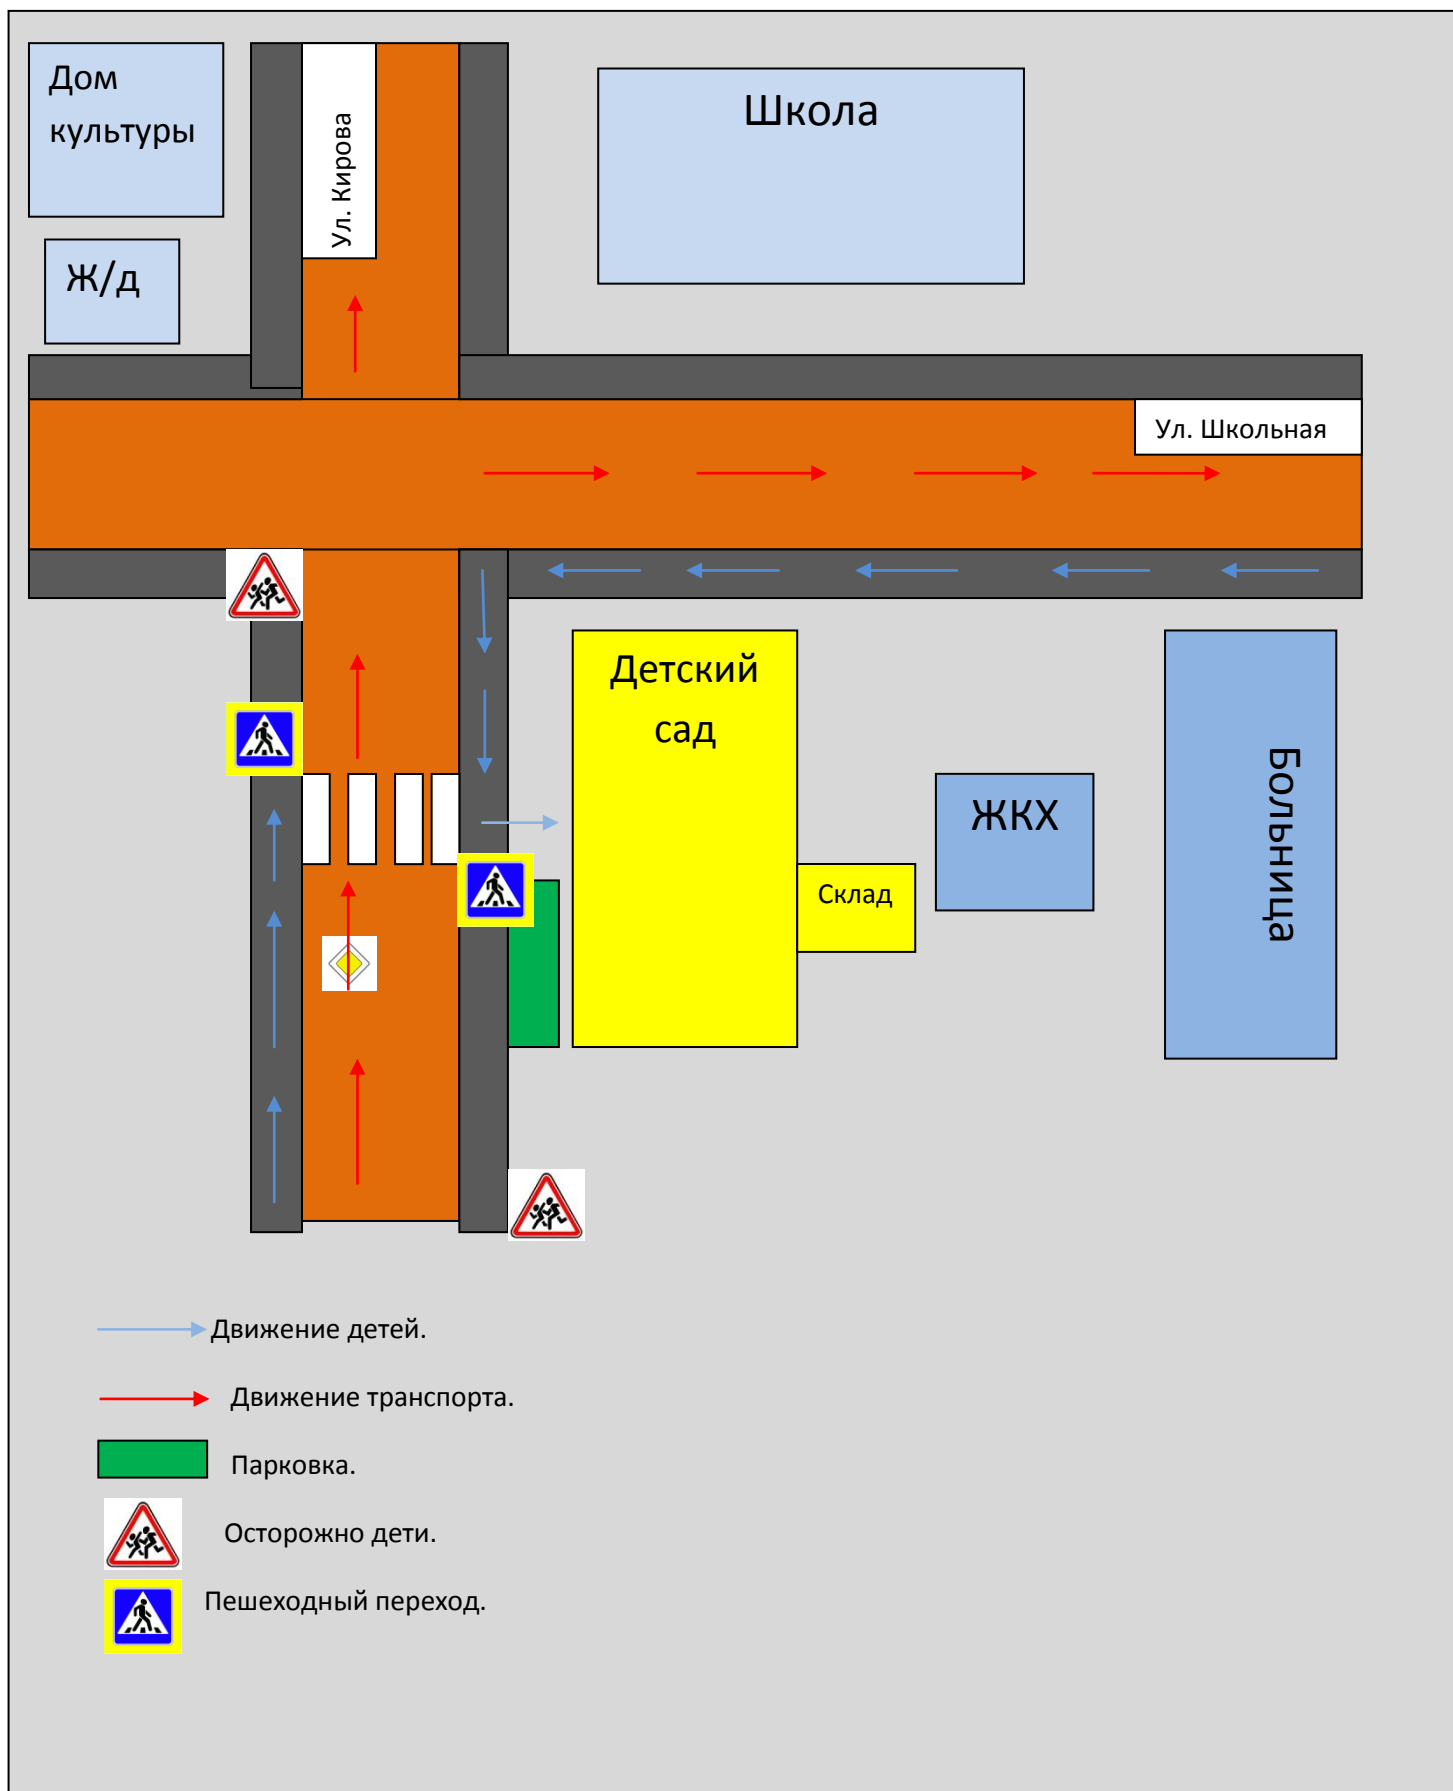 Дом
культуры
Ул. Кирова
Школа
Ж/д
Ул. Школьная
Детский
сад
Больница
ЖКХ
Склад
Движение детей.
Движение транспорта.
Парковка.
Осторожно дети.
Пешеходный переход.